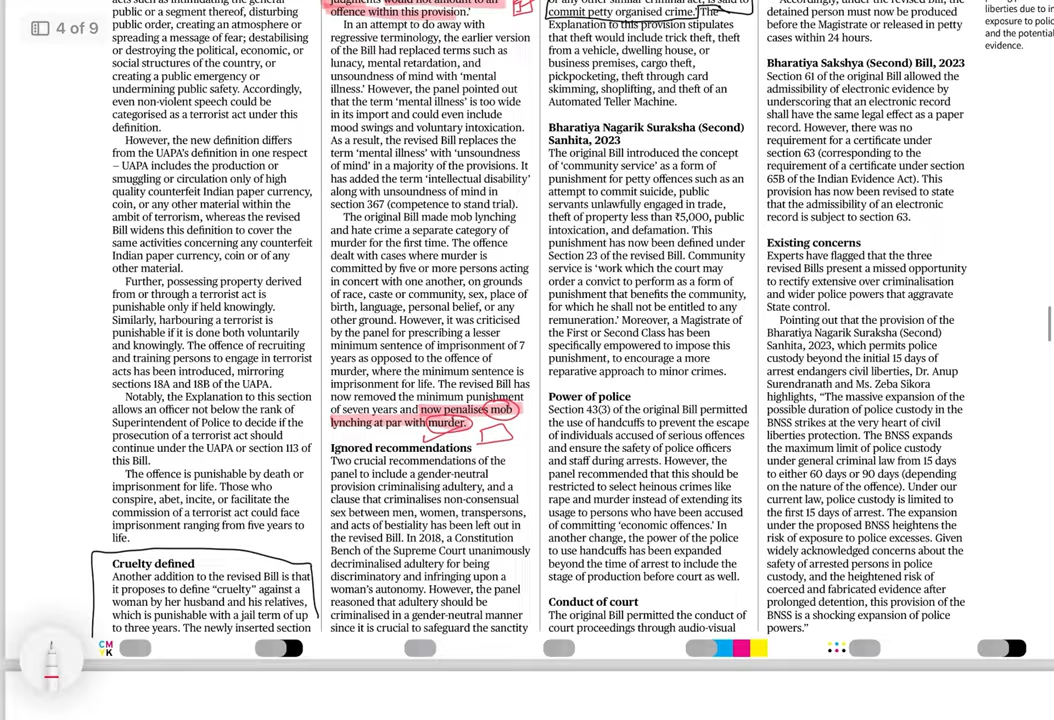 4 of 9
acts such as intimidating the general
public or a segment thereof, disturbing
public order, creating an atmosphere or
spreading a message of fear; destabilising
or destroying the political, economic, or
social structures of the country, or
creating a public emergency or
undermining public safety. Accordingly,
even non-violent speech could be
categorised as a terrorist act under this
definition.
However, the new definition differs
from the UAPA's definition in one respect
– UAPA includes the production or
smuggling or circulation only of high
quality counterfeit Indian paper currency,
coin, or any other material within the
ambit of terrorism, whereas the revised
Bill widens this definition to cover the
same activities concerning any counterfeit
Indian paper currency, coin or of any
other material.
Further, possessing property derived
from or through a terrorist act is
punishable only if held knowingly.
Similarly, harbouring a terrorist is
punishable if it is done both voluntarily
and knowingly. The offence of recruiting
and training persons to engage in terrorist
acts has been introduced, mirroring
sections 18A and 18B of the UAPA.
Notably, the Explanation to this section
allows an officer not below the rank of
Superintendent of Police to decide if the
prosecution of a terrorist act should
continue under the UAPA or section 113 of
this Bill.
The offence is punishable by death or
imprisonment for life. Those who
conspire, abet, incite, or facilitate the
commission of a terrorist act could face
imprisonment ranging from five years to
life.
Cruelty defined
Another addition to the revised Bill is that
it proposes to define “cruelty” against a
woman by her husband and his relatives,
which is punishable with a jail term of up
to three years. The newly inserted section
judgments would not amount to an
offence within this provision.’
In an attempt to do away with
regressive terminology, the earlier version
of the Bill had replaced terms such as
lunacy, mental retardation, and
unsoundness of mind with ‘mental
illness.’ However, the panel pointed out
that the term ‘mental illness’ is too wide
in its import and could even include
mood swings and voluntary intoxication.
As a result, the revised Bill replaces the
term ‘mental illness’ with ‘unsoundness
of mind’ in a majority of the provisions. It
has added the term ‘intellectual disability’
along with unsoundness of mind in
section 367 (competence to stand trial).
The original Bill made mob lynching
and hate crime a separate category of
murder for the first time. The offence
dealt with cases where murder is
committed by five or more persons acting
in concert with one another, on grounds
of race, caste or community, sex, place of
birth, language, personal belief, or any
other ground. However, it was criticised
by the panel for prescribing a lesser
minimum sentence of imprisonment of 7
years as opposed to the offence of
murder, where the minimum sentence is
imprisonment for life. The revised Bill has
now removed the minimum punishment
of seven years and now penalises mob
lynching at par with murder.
Ignored recommendations
Two crucial recommendations of the
panel to include a gender-neutral
provision criminalising adultery, and a
clause that criminalises non-consensual
sex between men, women, transpersons,
and acts of bestiality has been left out in
the revised Bill. In 2018, a Constitution
Bench of the Supreme Court unanimously
decriminalised adultery for being
discriminatory and infringing upon a
woman's autonomy. However, the panel
reasoned that adultery should be
criminalised in a gender-neutral manner
since it is crucial to safeguard the sanctity
or any other similar criminal act, is said to
commit petty organised crime.’ The
Explanation to this provision stipulates
that theft would include trick theft, theft
from a vehicle, dwelling house, or
business premises, cargo theft,
pickpocketing, theft through card
skimming, shoplifting, and theft of an
Automated Teller Machine.
Bharatiya Nagarik Suraksha (Second)
Sanhita, 2023
The original Bill introduced the concept
of ‘community service’ as a form of
punishment for petty offences such as an
attempt to commit suicide, public
servants unlawfully engaged in trade,
theft of property less than ₹5,000, public
intoxication, and defamation. This
punishment has now been defined under
Section 23 of the revised Bill. Community
service is ‘work which the court may
order a convict to perform as a form of
punishment that benefits the community,
for which he shall not be entitled to any
remuneration.’ Moreover, a Magistrate of
the First or Second Class has been
specifically empowered to impose this
punishment, to encourage a more
reparative approach to minor crimes.
Power of police
Section 43(3) of the original Bill permitted
the use of handcuffs to prevent the escape
of individuals accused of serious offences
and ensure the safety of police officers
and staff during arrests. However, the
panel recommended that this should be
restricted to select heinous crimes like
rape and murder instead of extending its
usage to persons who have been accused
of committing ‘economic offences.’ In
another change, the power of the police
to use handcuffs has been expanded
beyond the time of arrest to include the
stage of production before court as well.
Conduct of court
The original Bill permitted the conduct of
court proceedings through audio-visual
Accordingly, under the revised Bill, the
detained person must now be produced
before the Magistrate or released in petty
cases within 24 hours.
Bharatiya Sakshya (Second) Bill, 2023
Section 61 of the original Bill allowed the
admissibility of electronic evidence by
underscoring that an electronic record
shall have the same legal effect as a paper
record. However, there was no
requirement for a certificate under
section 63 (corresponding to the
requirement of a certificate under section
65B of the Indian Evidence Act). This
provision has now been revised to state
that the admissibility of an electronic
record is subject to section 63.
Existing concerns
Experts have flagged that the three
revised Bills present a missed opportunity
to rectify extensive over criminalisation
and wider police powers that aggravate
State control.
Pointing out that the provision of the
Bharatiya Nagarik Suraksha (Second)
Sanhita, 2023, which permits police
custody beyond the initial 15 days of
arrest endangers civil liberties, Dr. Anup
Surendranath and Ms. Zeba Sikora
highlights, “The massive expansion of the
possible duration of police custody in the
BNSS strikes at the very heart of civil
liberties protection. The BNSS expands
the maximum limit of police custody
under general criminal law from 15 days
to either 60 days or 90 days (depending
on the nature of the offence). Under our
current law, police custody is limited to
the first 15 days of arrest. The expansion
under the proposed BNSS heightens the
risk of exposure to police excesses. Given
widely acknowledged concerns about the
safety of arrested persons in police
custody, and the heightened risk of
coerced and fabricated evidence after
prolonged detention, this provision of the
BNSS is a shocking expansion of police
powers.”
liberties due to in
exposure to polic
evidence.
CM
YK